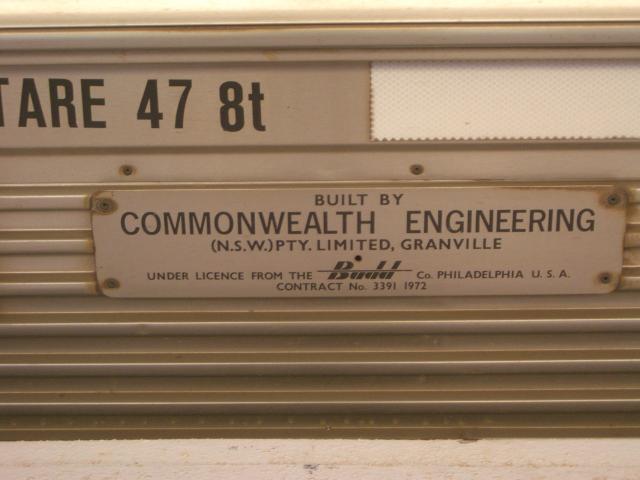 TARE 47 8t
BUILT BY
COMMONWEALTH ENGINEERING
(N.S.W.) PTY. LIMITED, GRANVILLE
UNDER LICENCE FROM THE Budd Co. PHILADELPHIA U.S.A.
CONTRACT No. 3391 1972